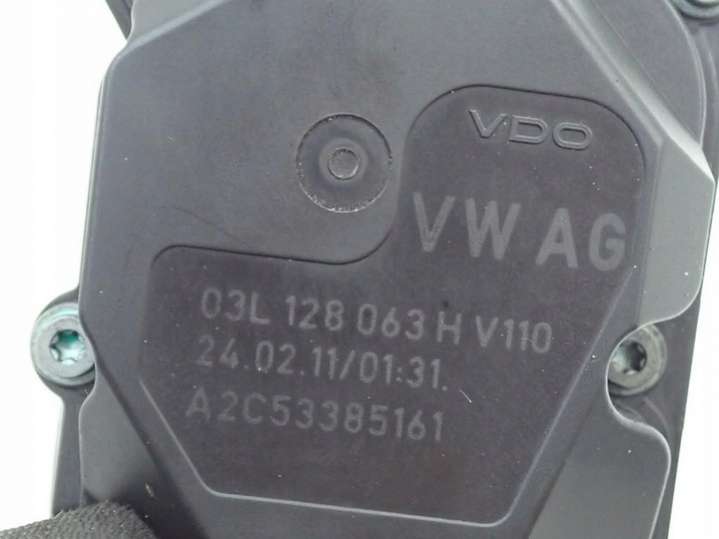 VDO
VW AG
03L 128 063 H V110
24.02.11/01:31.
A2C53385161